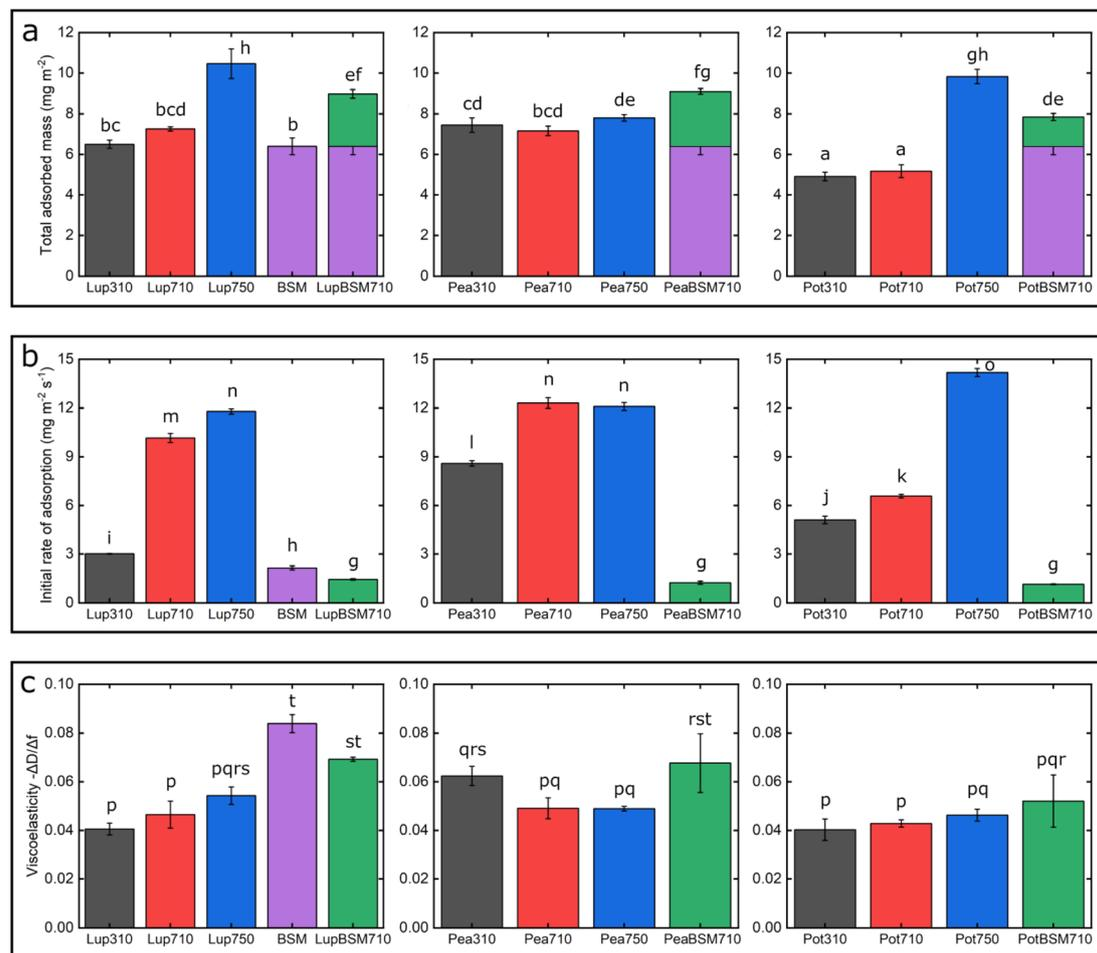 a
Total adsorbed mass (mg m⁻²)
12
10
8
6
4
2
0
bc
bcd
h
b
ef
Lup310 Lup710 Lup750 BSM LupBSM710
12
10
8
6
4
2
0
cd
bcd
de
fg
Pea310 Pea710 Pea750 PeaBSM710
12
10
8
6
4
2
0
a
a
gh
de
Pot310 Pot710 Pot750 PotBSM710
b
Initial rate of adsorption (mg m⁻² s⁻¹)
15
12
9
6
3
0
i
m
n
h
g
Lup310 Lup710 Lup750 BSM LupBSM710
15
12
9
6
3
0
l
n
n
g
Pea310 Pea710 Pea750 PeaBSM710
15
12
9
6
3
0
j
k
o
g
Pot310 Pot710 Pot750 PotBSM710
c
Viscoelasticity -ΔD/Δf
0.10
0.08
0.06
0.04
0.02
0.00
p
p
pqrs
t
st
Lup310 Lup710 Lup750 BSM LupBSM710
0.10
0.08
0.06
0.04
0.02
0.00
qrs
pq
pq
rst
Pea310 Pea710 Pea750 PeaBSM710
0.10
0.08
0.06
0.04
0.02
0.00
p
p
pq
pqr
Pot310 Pot710 Pot750 PotBSM710